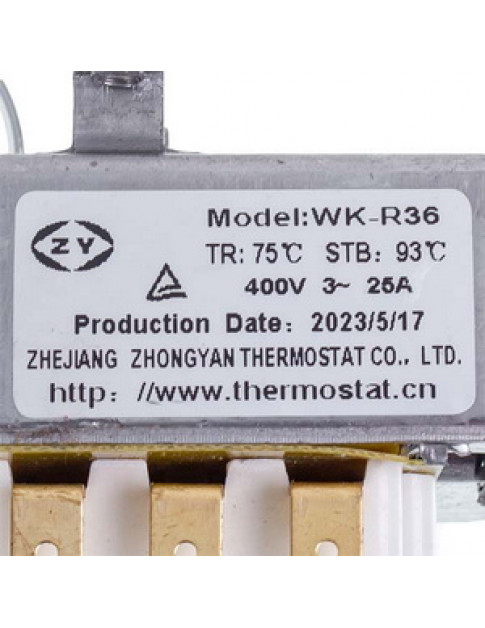 ZY
Model:WK-R36
TR: 75℃ STB: 93℃
400V 3~ 25A
Production Date: 2023/5/17
ZHEJIANG ZHONGYAN THERMOSTAT CO., LTD.
http: //www.thermostat.cn